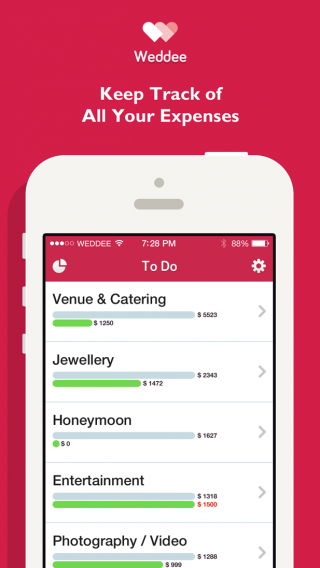 Weddee
Keep Track of
All Your Expenses
WEDDEE 7:28 PM 88%
To Do
Venue & Catering
$ 5523
$ 1250
Jewellery
$ 2343
$ 1472
Honeymoon
$ 1627
$ 0
Entertainment
$ 1318
$ 1500
Photography / Video
$ 1288
$ 999